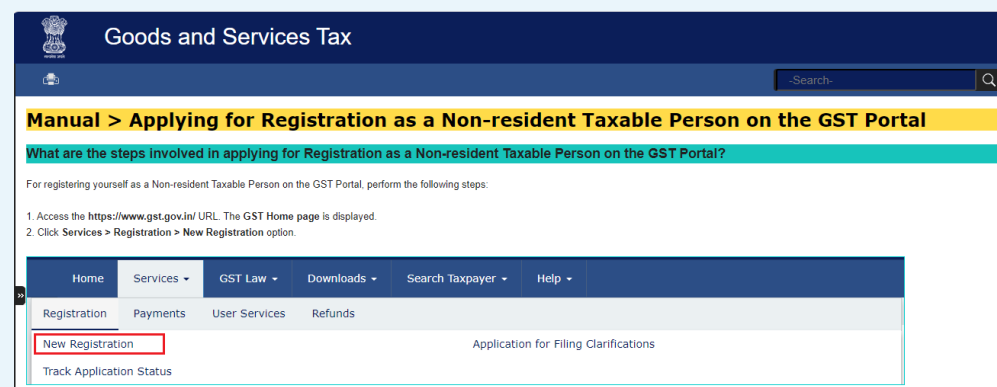 Goods and Services Tax
-Search-
Manual > Applying for Registration as a Non-resident Taxable Person on the GST Portal
What are the steps involved in applying for Registration as a Non-resident Taxable Person on the GST Portal?
For registering yourself as a Non-resident Taxable Person on the GST Portal, perform the following steps:
1. Access the https://www.gst.gov.in/ URL. The GST Home page is displayed.
2. Click Services > Registration > New Registration option.
Home Services GST Law Downloads Search Taxpayer Help
»
Registration Payments User Services Refunds
New Registration Application for Filing Clarifications
Track Application Status